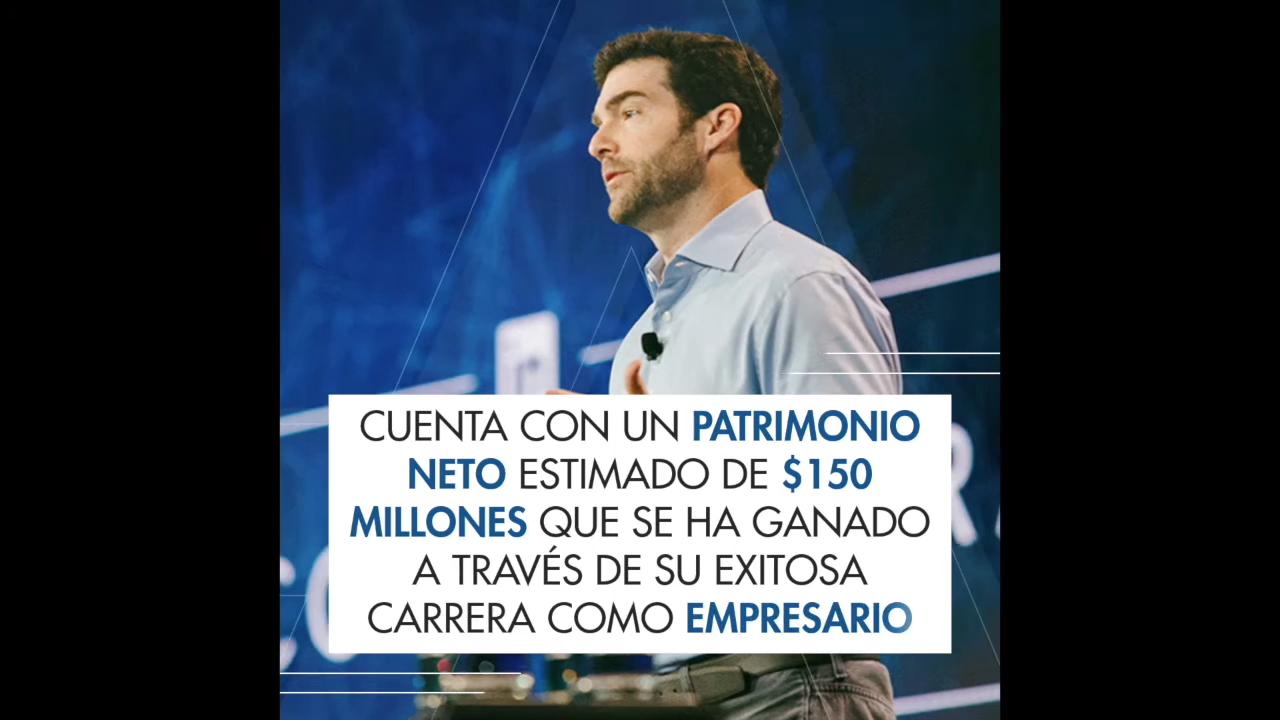 CUENTA CON UN PATRIMONIO
NETO ESTIMADO DE $150
MILLONES QUE SE HA GANADO
A TRAVÉS DE SU EXITOSA
CARRERA COMO EMPRESARIO